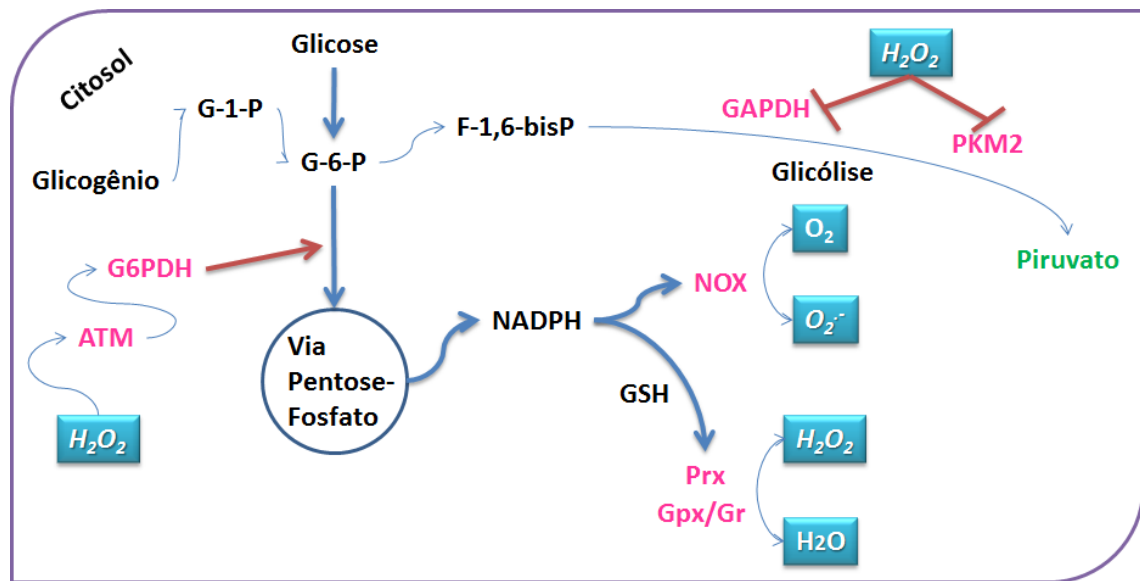 Citosol
Glicose
H₂O₂
G-1-P
GAPDH
F-1,6-bisP
PKM2
G-6-P
Glicogênio
Glicólise
O₂
G6PDH
Piruvato
NOX
NADPH
O₂·-
ATM
Via
Pentose-
Fosfato
GSH
H₂O₂
H₂O₂
Prx
Gpx/Gr
H2O